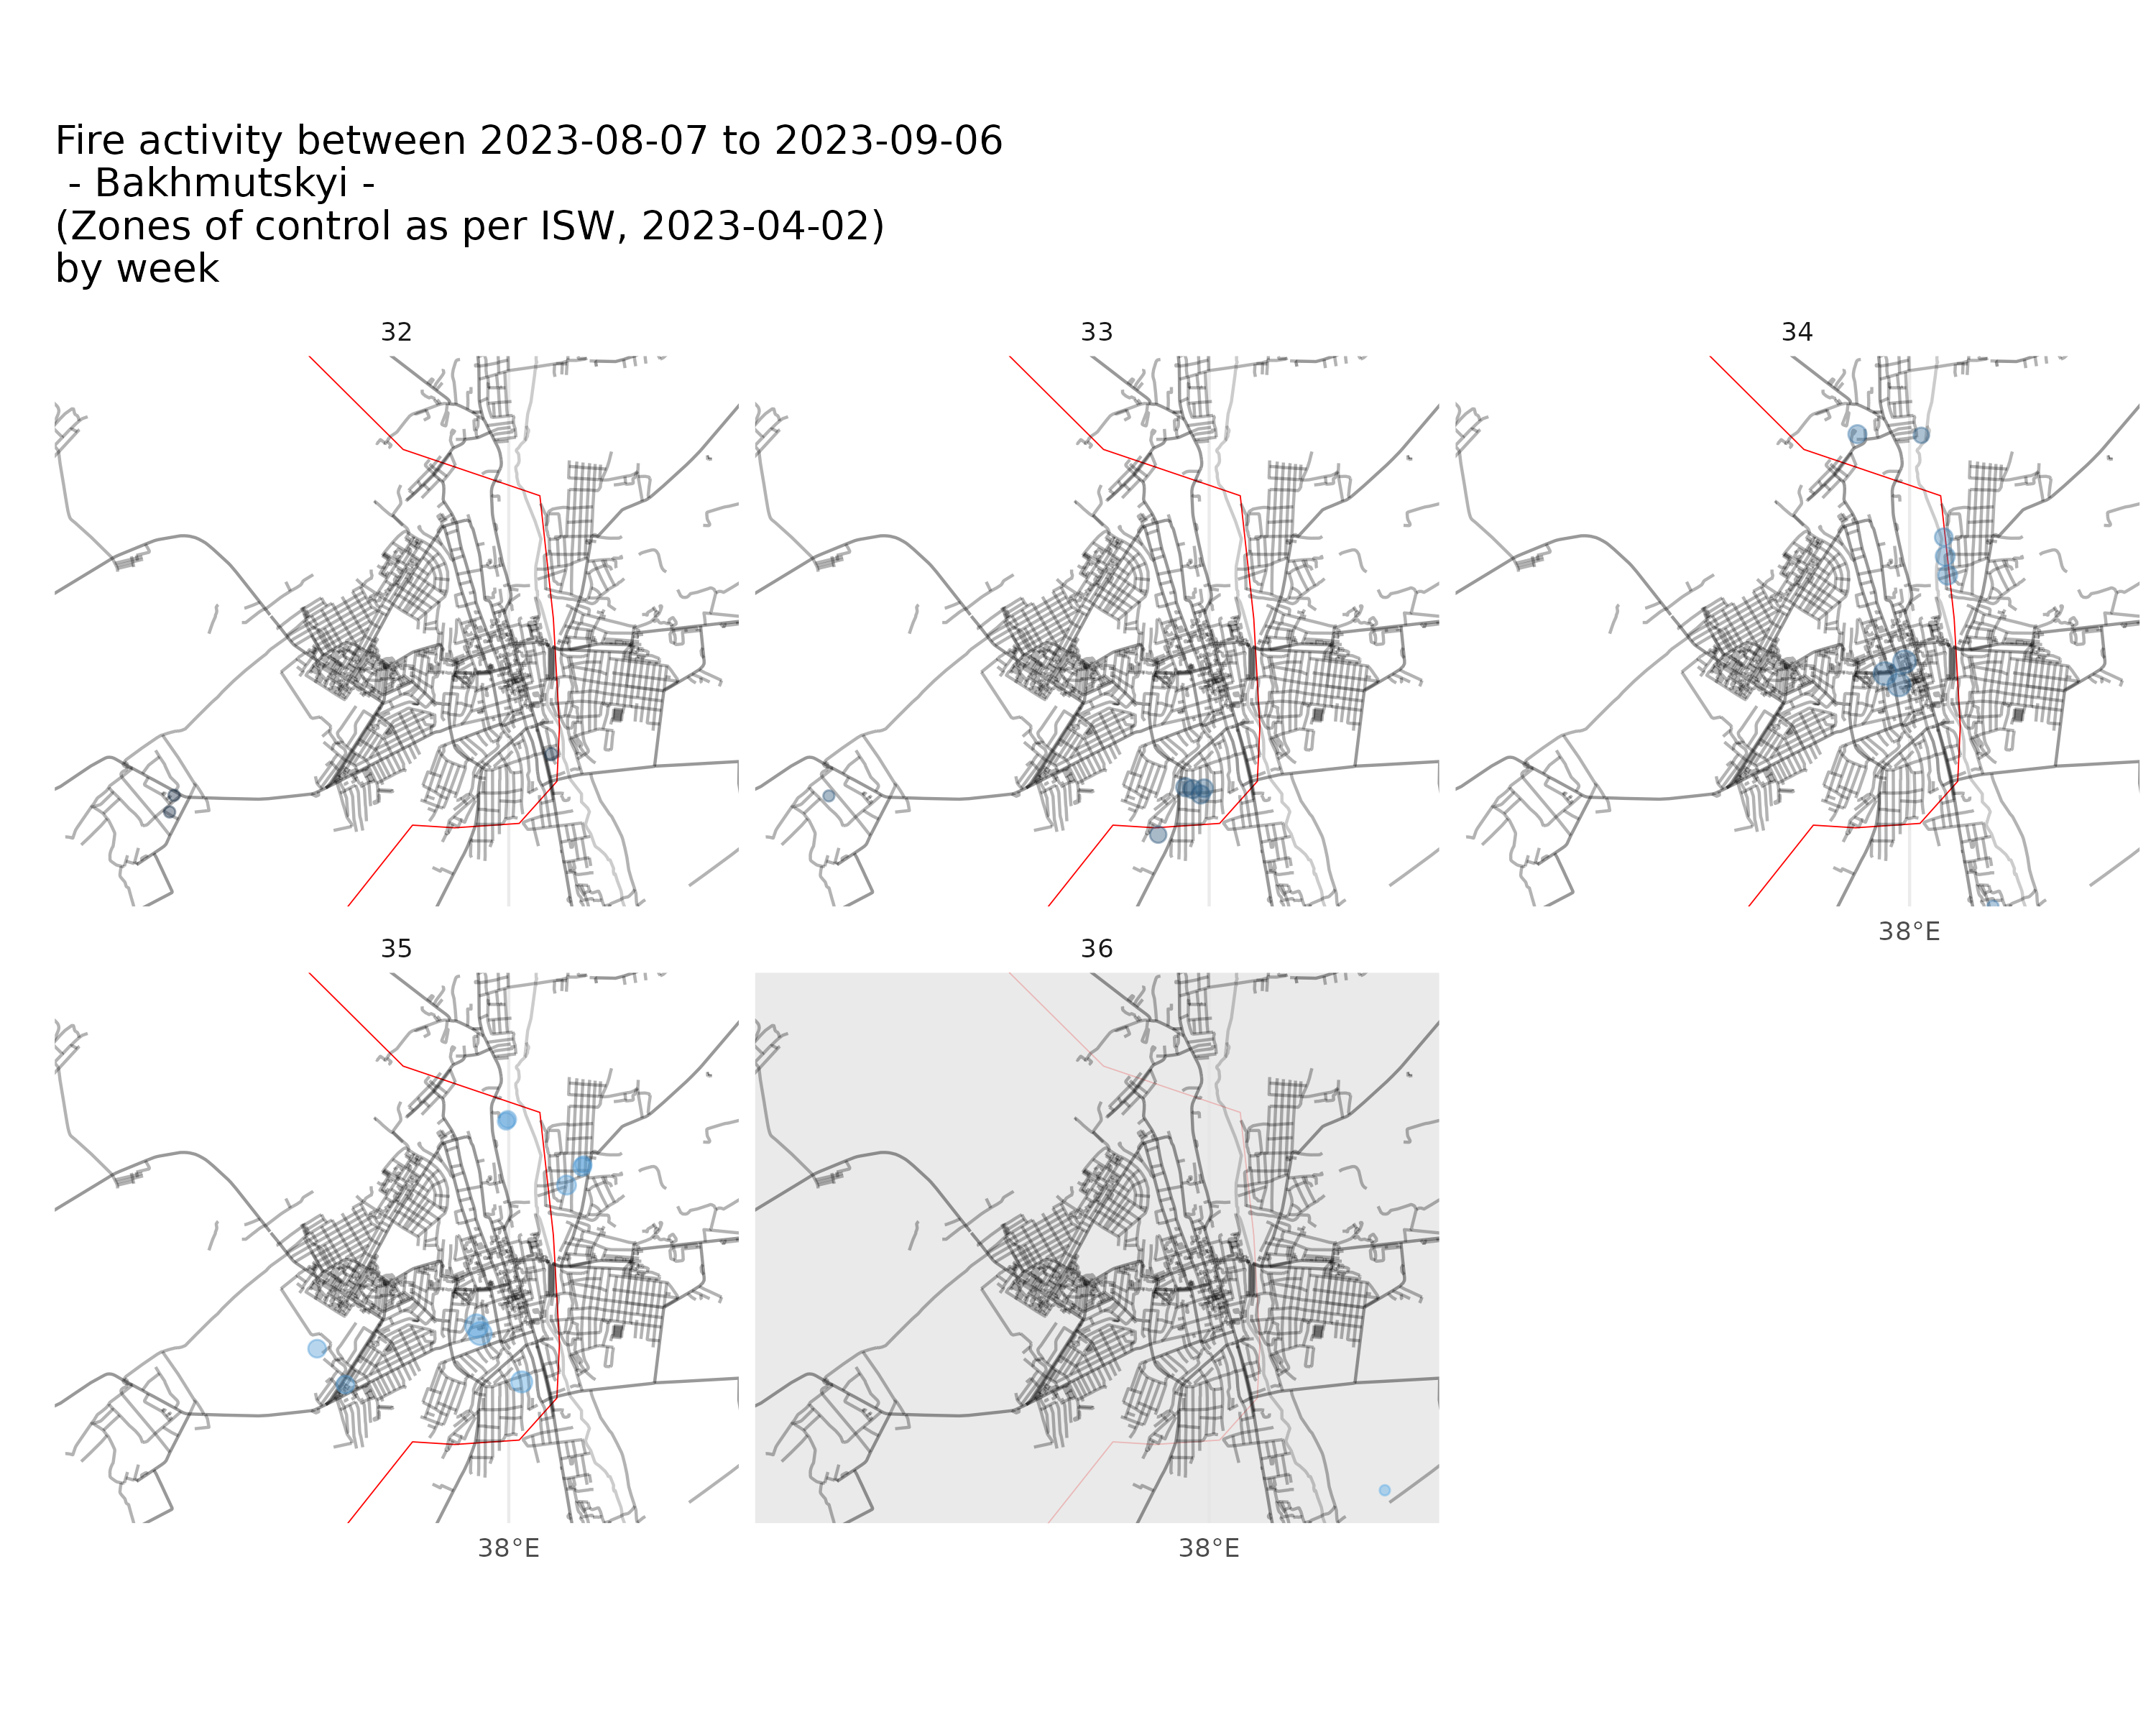 Fire activity between 2023-08-07 to 2023-09-06
- Bakhmutskyi -
(Zones of control as per ISW, 2023-04-02)
by week
32
33
34
38°E
35
36
38°E
38°E